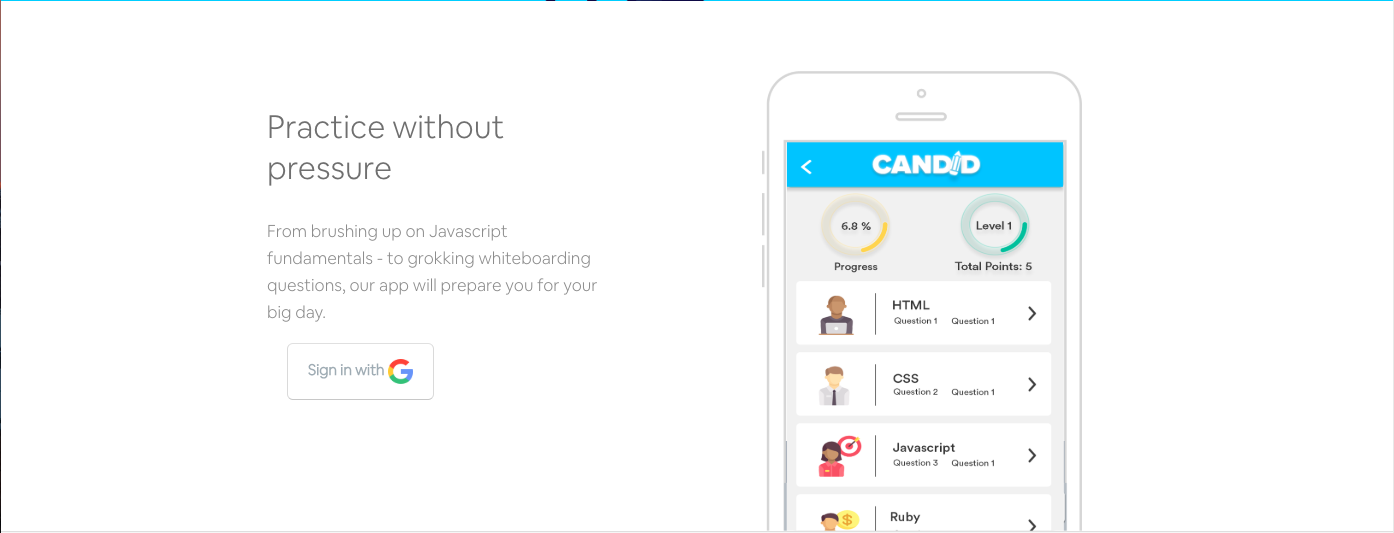 Practice without
pressure
From brushing up on Javascript
fundamentals - to grokking whiteboarding
questions, our app will prepare you for your
big day.
Sign in with
CANDID
6.8 %
Level 1
Progress
Total Points: 5
HTML
Question 1 Question 1
CSS
Question 2 Question 1
Javascript
Question 3 Question 1
Ruby